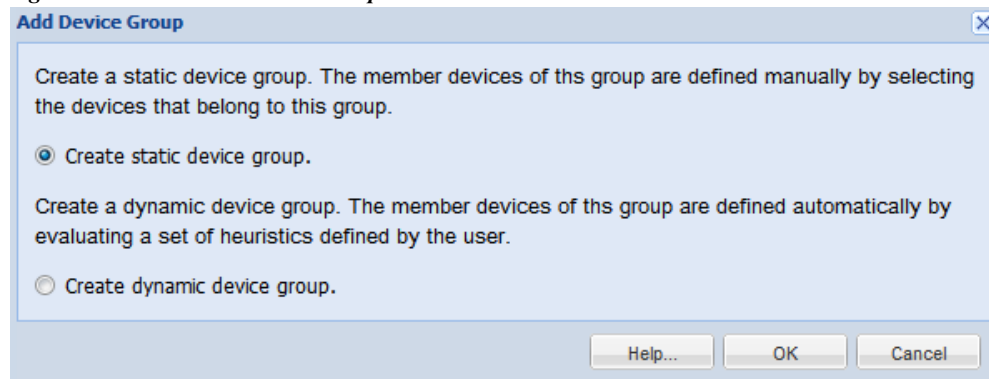 Add Device Group
Create a static device group. The member devices of ths group are defined manually by selecting
the devices that belong to this group.
Create static device group.
Create a dynamic device group. The member devices of ths group are defined automatically by
evaluating a set of heuristics defined by the user.
Create dynamic device group.
Help... OK Cancel